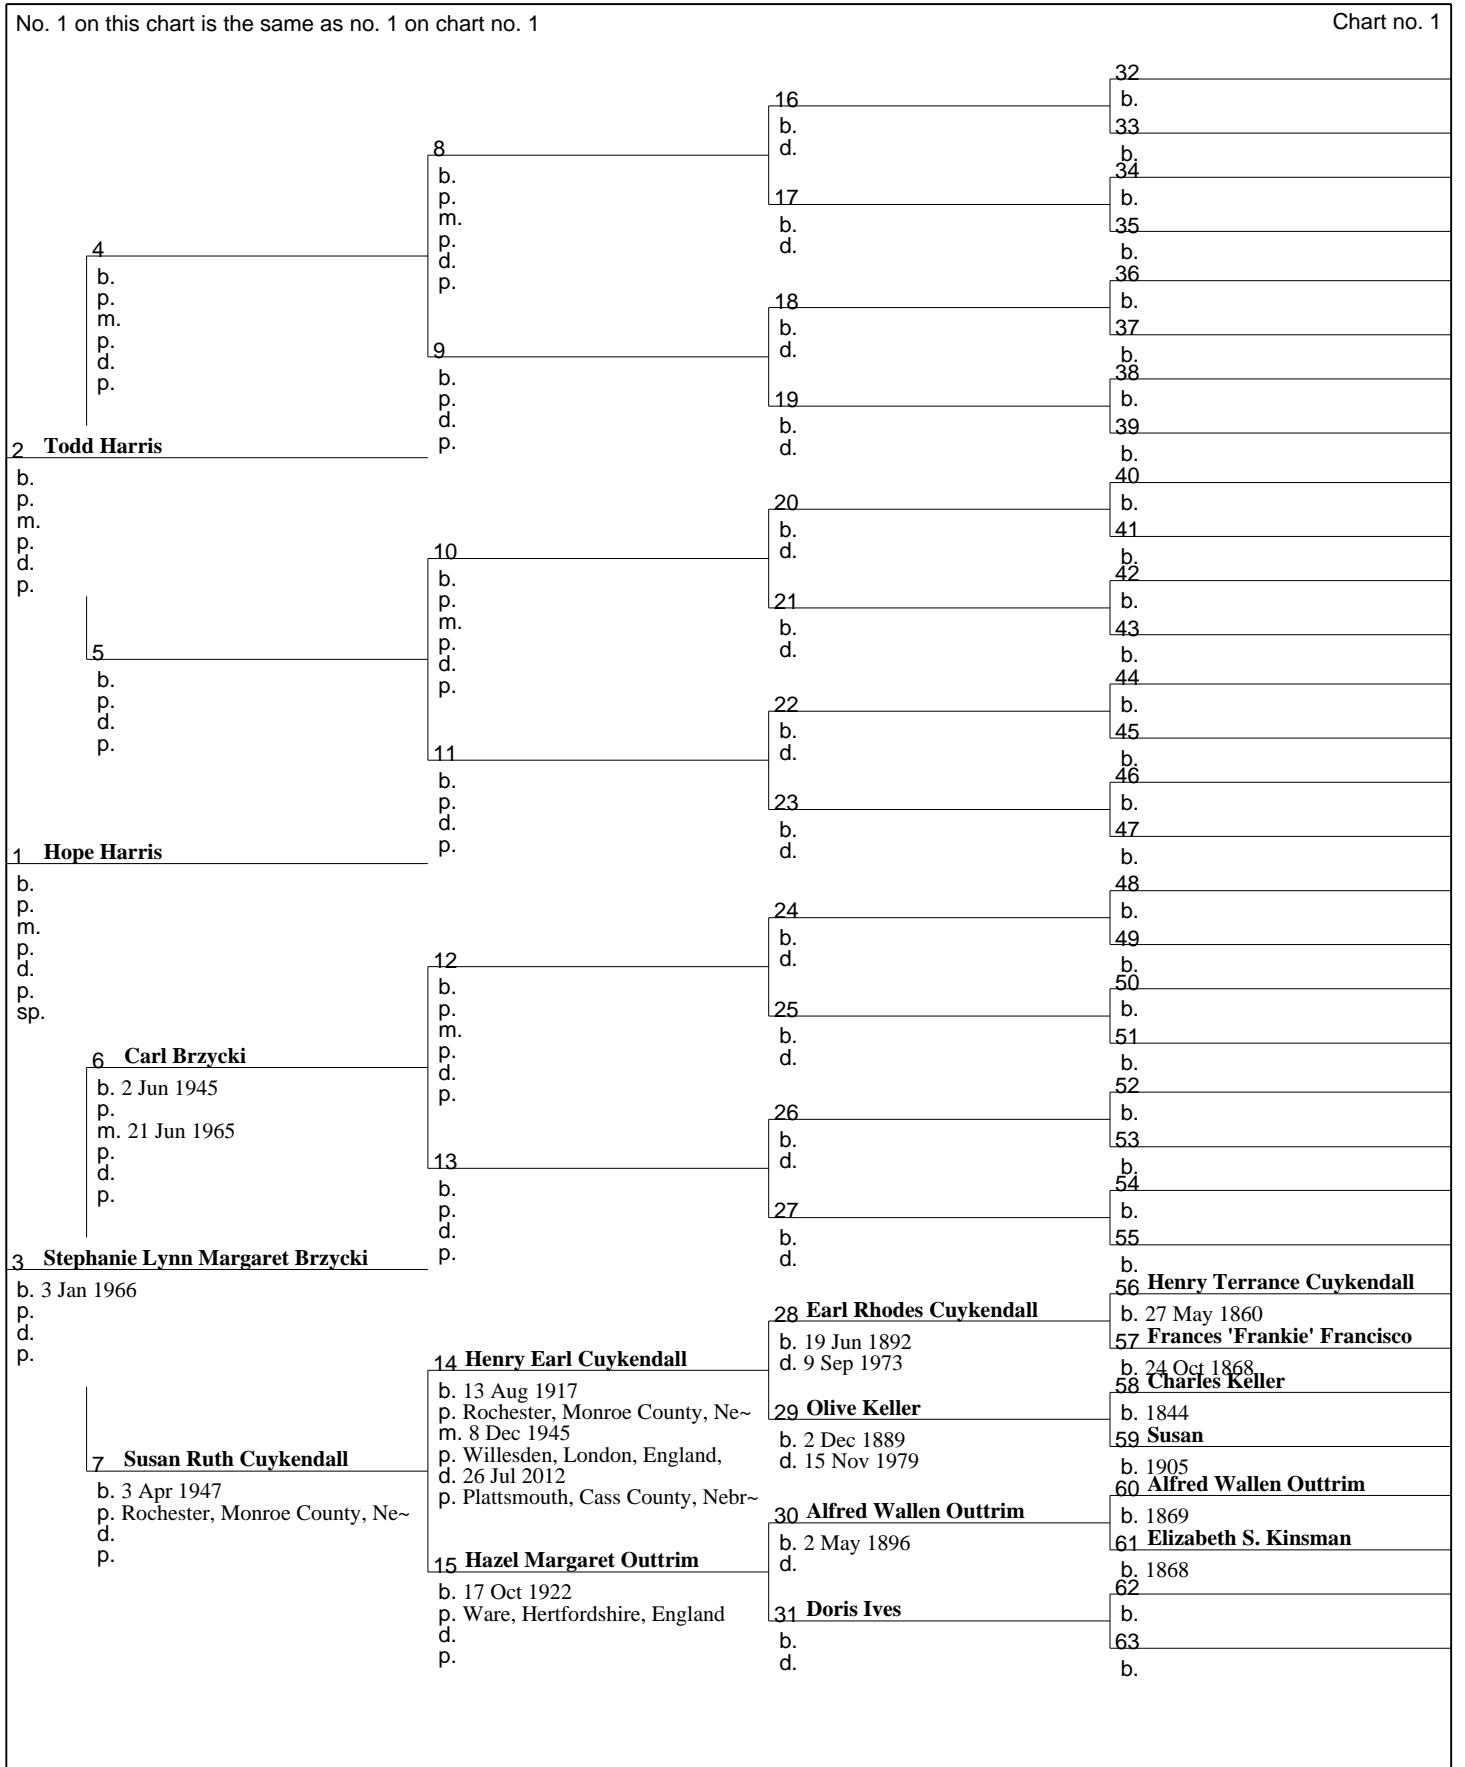 No. 1 on this chart is the same as no. 1 on chart no. 1
Chart no. 1
2 Todd Harris
b.
p.
m.
p.
d.
p.
1 Hope Harris
b.
p.
m.
p.
d.
p.
sp.
3 Stephanie Lynn Margaret Brzycki
b. 3 Jan 1966
p.
d.
p.
4
b.
p.
m.
p.
d.
p.
5
b.
p.
d.
p.
6 Carl Brzycki
b. 2 Jun 1945
p.
m. 21 Jun 1965
p.
d.
p.
7 Susan Ruth Cuykendall
b. 3 Apr 1947
p. Rochester, Monroe County, Ne~
d.
p.
8
b.
p.
m.
p.
d.
p.
9
b.
p.
d.
p.
10
b.
p.
m.
p.
d.
p.
11
b.
p.
d.
p.
12
b.
p.
m.
p.
d.
p.
13
b.
p.
d.
p.
14 Henry Earl Cuykendall
b. 13 Aug 1917
p. Rochester, Monroe County, Ne~
m. 8 Dec 1945
p. Willesden, London, England,
d. 26 Jul 2012
p. Plattsmouth, Cass County, Nebr~
15 Hazel Margaret Outtrim
b. 17 Oct 1922
p. Ware, Hertfordshire, England
d.
p.
16
b.
d.
17
b.
d.
18
b.
d.
19
b.
d.
20
b.
d.
21
b.
d.
22
b.
d.
23
b.
d.
24
b.
d.
25
b.
d.
26
b.
d.
27
b.
d.
28 Earl Rhodes Cuykendall
b. 19 Jun 1892
d. 9 Sep 1973
29 Olive Keller
b. 2 Dec 1889
d. 15 Nov 1979
30 Alfred Wallen Outtrim
b. 2 May 1896
d.
31 Doris Ives
b.
d.
32
b.
33
b.
34
b.
35
b.
36
b.
37
b.
38
b.
39
b.
40
b.
41
b.
42
b.
43
b.
44
b.
45
b.
46
b.
47
b.
48
b.
49
b.
50
b.
51
b.
52
b.
53
b.
54
b.
55
b.
56 Henry Terrance Cuykendall
b. 27 May 1860
57 Frances 'Frankie' Francisco
b. 24 Oct 1868
58 Charles Keller
b. 1844
59 Susan
b. 1905
60 Alfred Wallen Outtrim
b. 1869
61 Elizabeth S. Kinsman
b. 1868
62
b.
63
b.